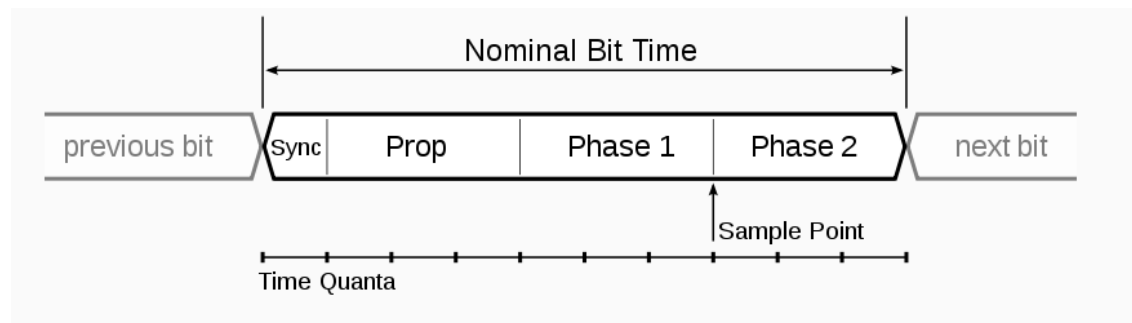 Nominal Bit Time
previous bit Sync Prop Phase 1 Phase 2 next bit
Sample Point
Time Quanta